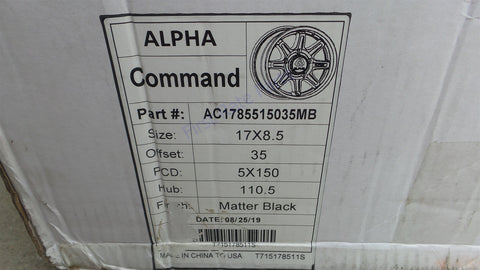 ALPHA
Command
Part #: AC1785515035MB
Size: 17X8.5
Offset: 35
PCD: 5X150
Hub: 110.5
Matter Black
DATE: 08/25/19
T715178511S
MADE IN CHINA TO USA T715178511S